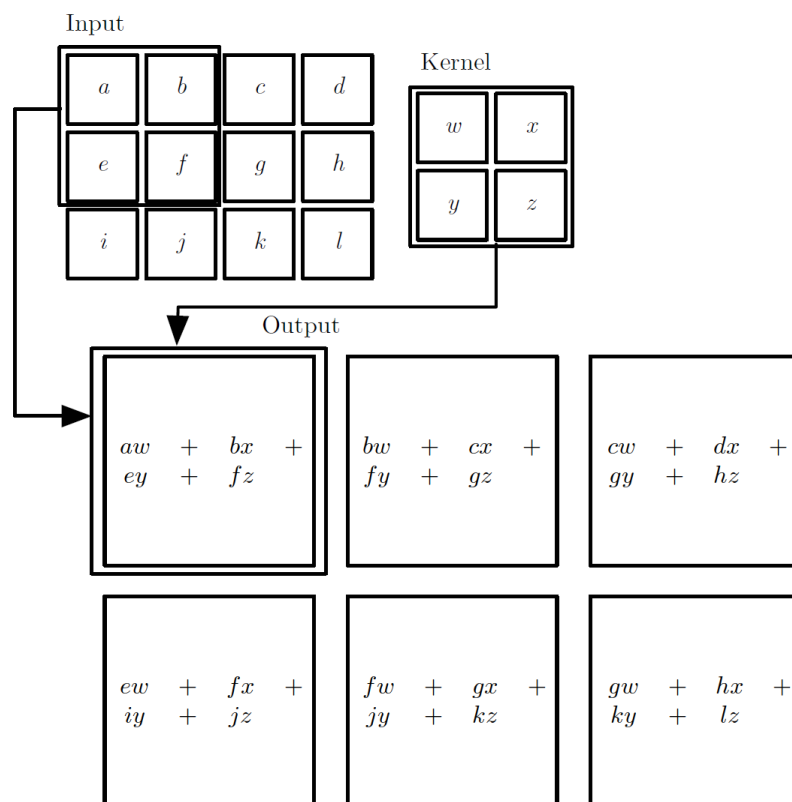 Input
a b c d
Kernel
w x
e f g h
y z
i j k l
Output
aw + bx +
ey + fz
bw + cx +
fy + gz
cw + dx +
gy + hz
ew + fx +
iy + jz
fw + gx +
jy + kz
gw + hx +
ky + lz